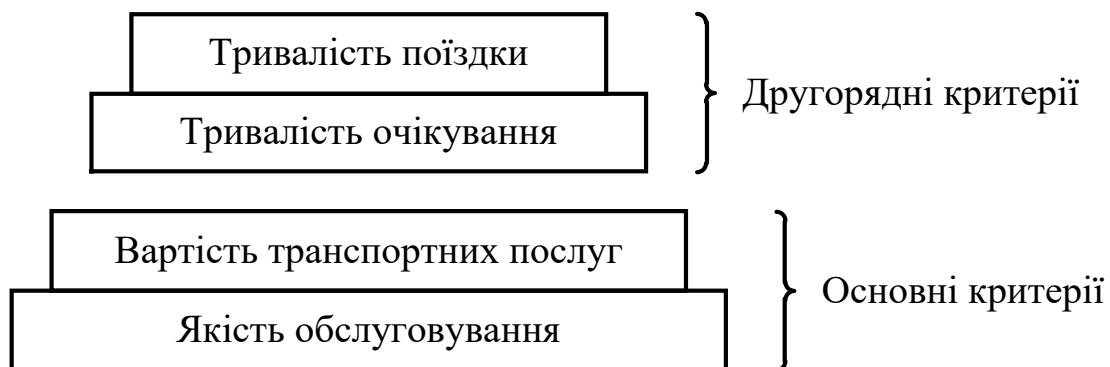 Тривалість поїздки
Тривалість очікування
Другорядні критерії
Вартість транспортних послуг
Якість обслуговування
Основні критерії